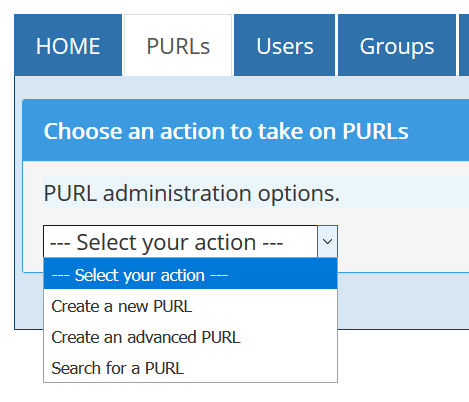 HOME PURLs Users Groups
Choose an action to take on PURLs
PURL administration options.
--- Select your action ---
--- Select your action ---
Create a new PURL
Create an advanced PURL
Search for a PURL